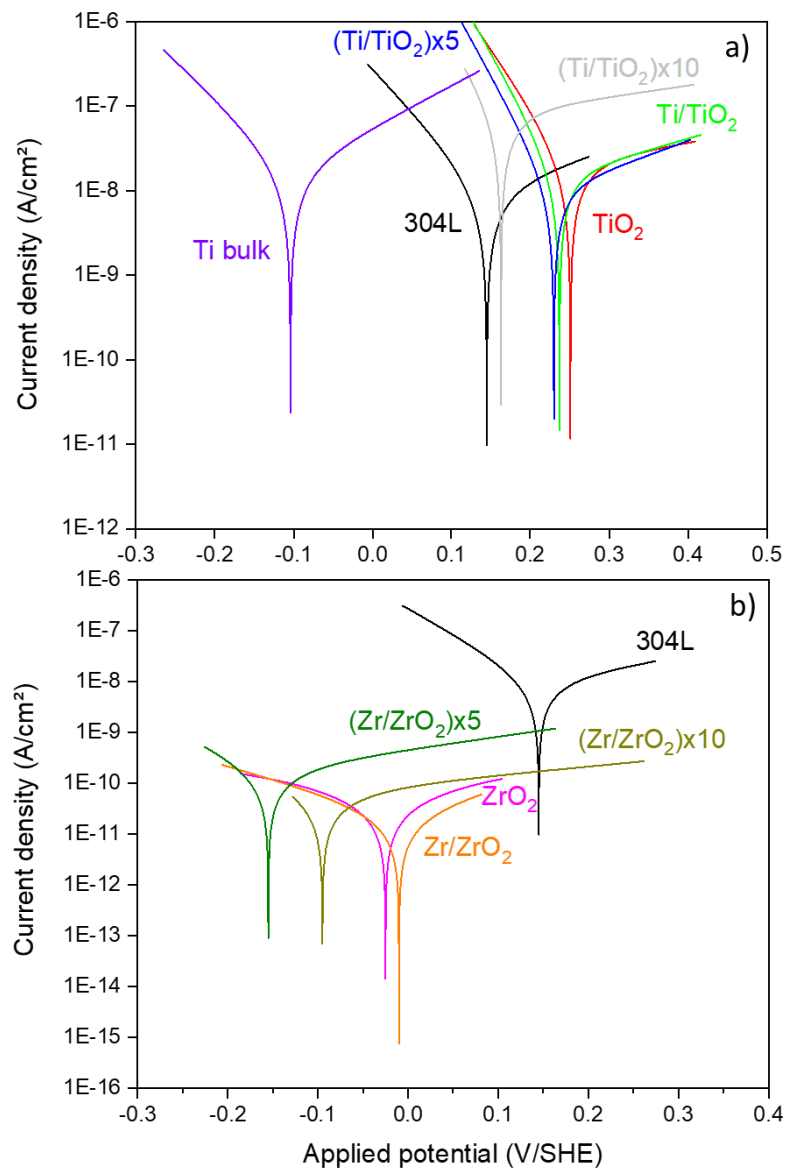 a)
1E-6
1E-7
1E-8
1E-9
1E-10
1E-11
1E-12
Current density (A/cm²)
(Ti/TiO₂)x5
(Ti/TiO₂)x10
Ti/TiO₂
304L
TiO₂
Ti bulk
-0.3 -0.2 -0.1 0.0 0.1 0.2 0.3 0.4 0.5
b)
1E-6
1E-7
1E-8
1E-9
1E-10
1E-11
1E-12
1E-13
1E-14
1E-15
1E-16
Current density (A/cm²)
304L
(Zr/ZrO₂)x5
(Zr/ZrO₂)x10
ZrO₂
Zr/ZrO₂
-0.3 -0.2 -0.1 0.0 0.1 0.2 0.3 0.4
Applied potential (V/SHE)